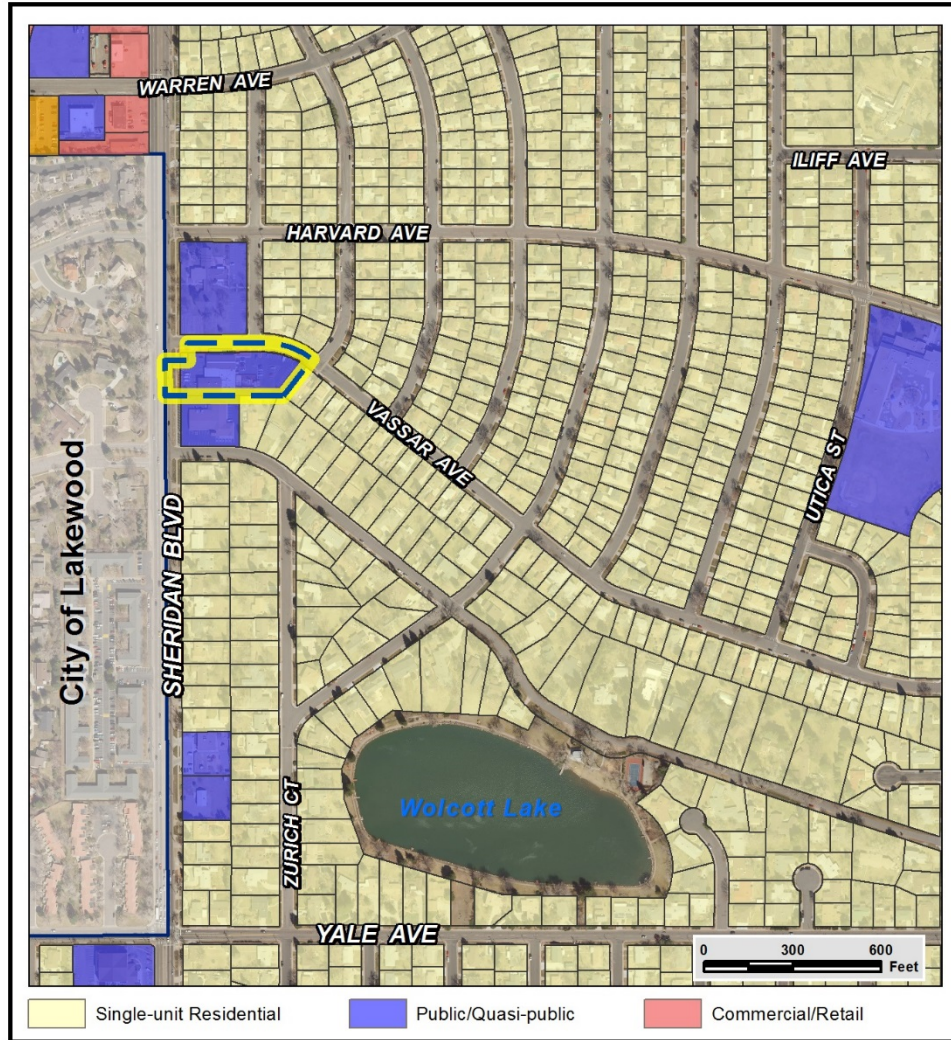 WARREN AVE
ILIFF AVE
HARVARD AVE
VASSAR AVE
UTICA ST
City of Lakewood
SHERIDAN BLVD
ZURICH CT
Wolcott Lake
YALE AVE
0 300 600
Feet
Single-unit Residential Public/Quasi-public Commercial/Retail